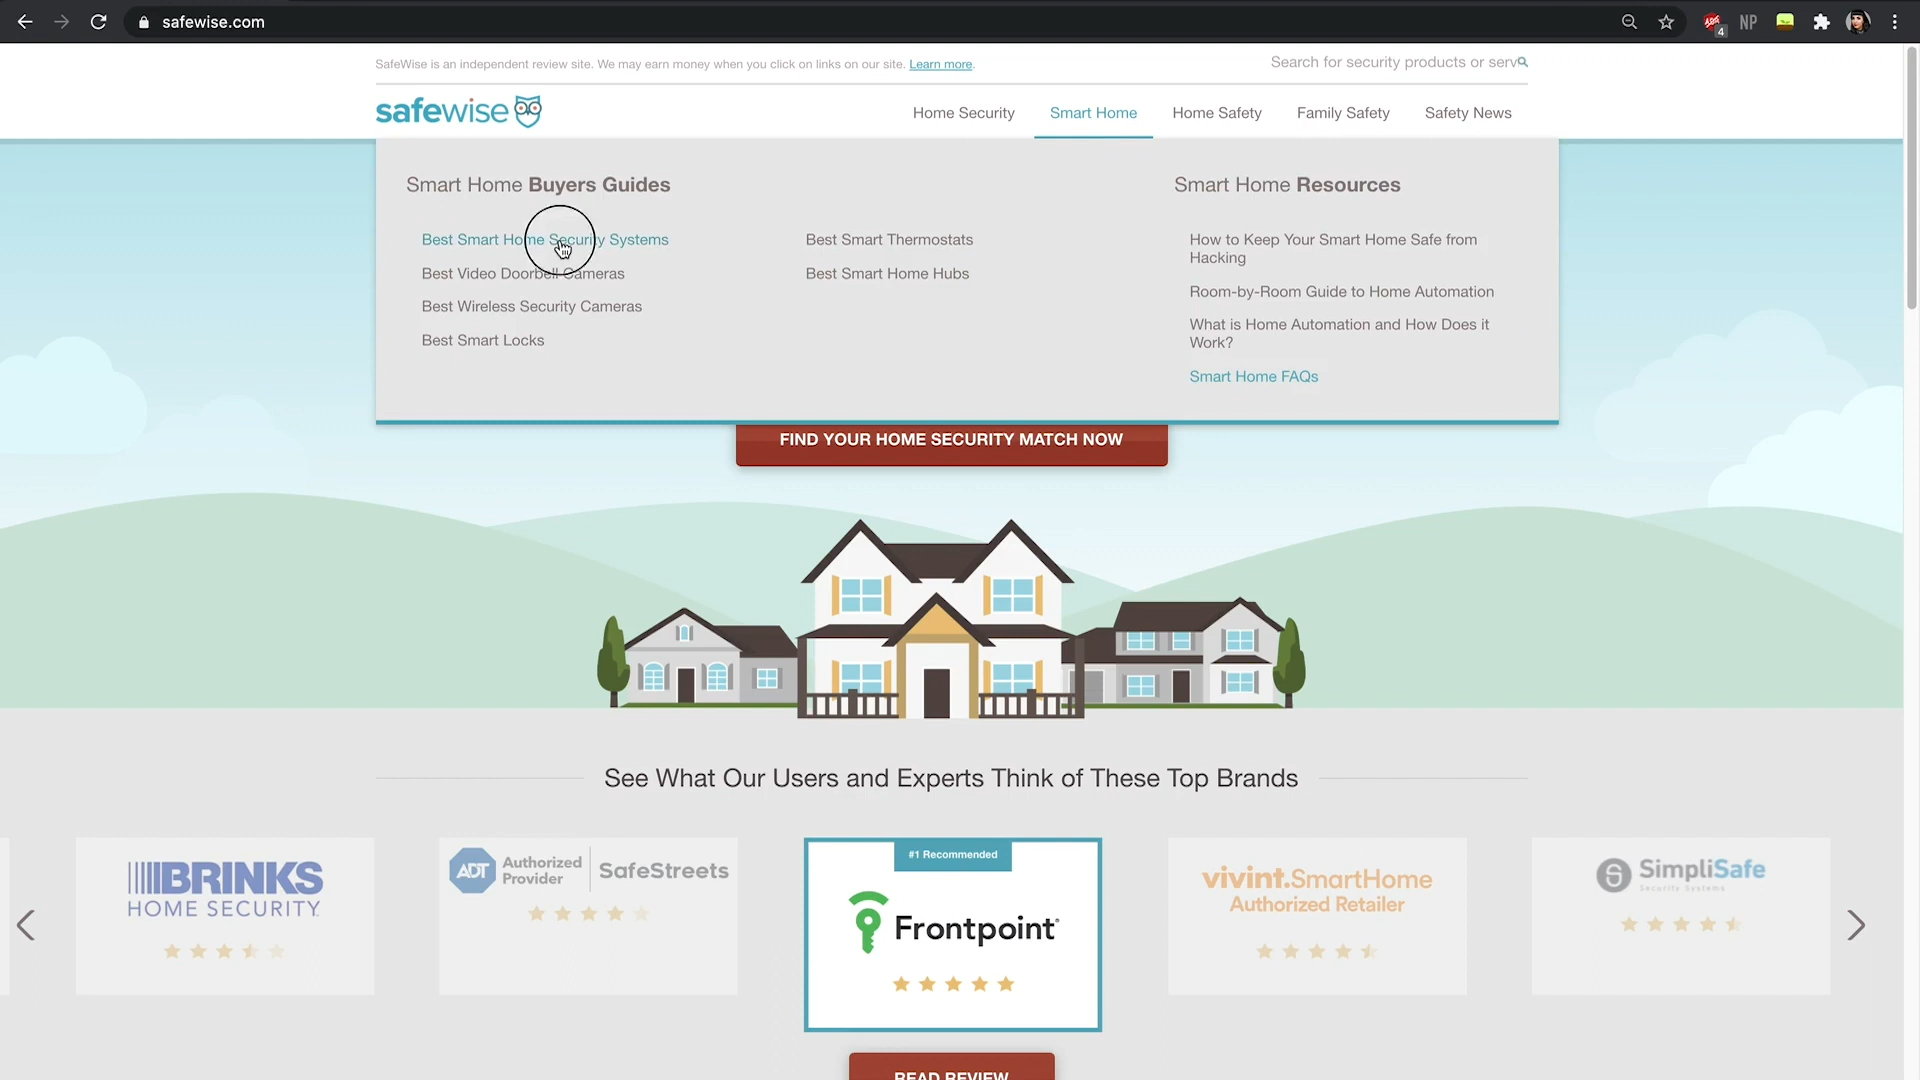 safewise.com
4
NP
SafeWise is an independent review site. We may earn money when you click on links on our site. Learn more.
Search for security products or serv
safewise
Home Security
Smart Home
Home Safety
Family Safety
Safety News
Smart Home Buyers Guides
Best Smart Home Security Systems
Best Video Doorbell Cameras
Best Wireless Security Cameras
Best Smart Locks
Best Smart Thermostats
Best Smart Home Hubs
Smart Home Resources
How to Keep Your Smart Home Safe from
Hacking
Room-by-Room Guide to Home Automation
What is Home Automation and How Does it
Work?
Smart Home FAQs
FIND YOUR HOME SECURITY MATCH NOW
See What Our Users and Experts Think of These Top Brands
BRINKS
HOME SECURITY
ADT
Authorized
Provider
SafeStreets
#1 Recommended
Frontpoint
vivint.SmartHome
Authorized Retailer
SimpliSafe
Security Systems
READ REVIEW